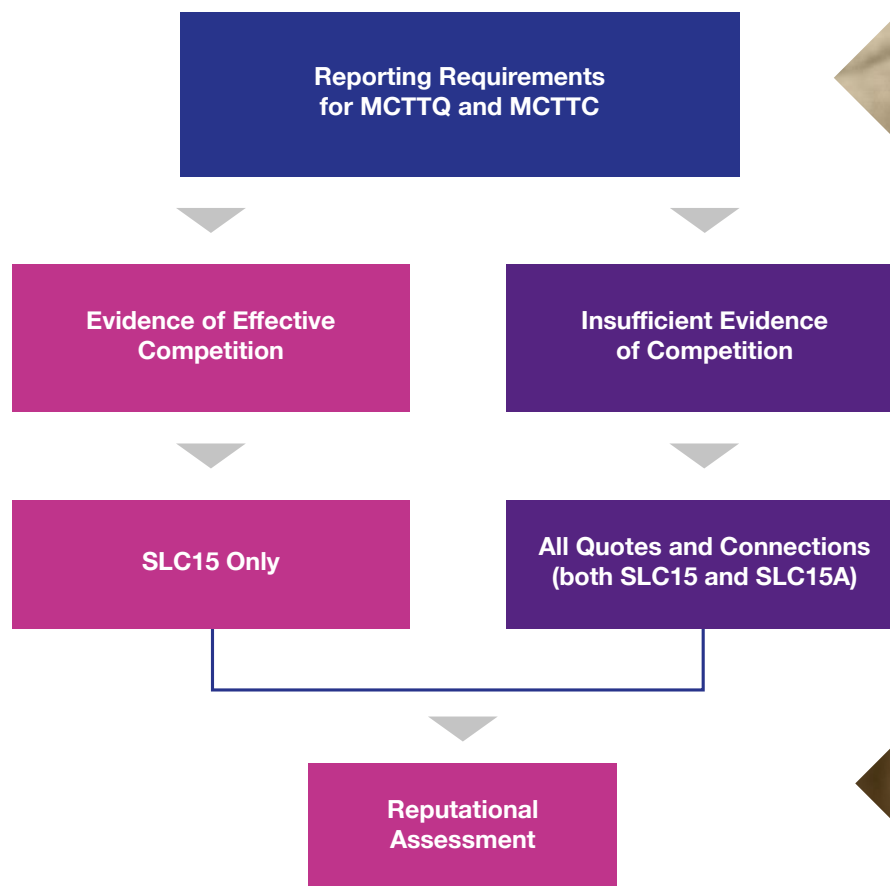 Reporting Requirements
for MCTTQ and MCTTC
Evidence of Effective
Competition
Insufficient Evidence
of Competition
SLC15 Only
All Quotes and Connections
(both SLC15 and SLC15A)
Reputational
Assessment